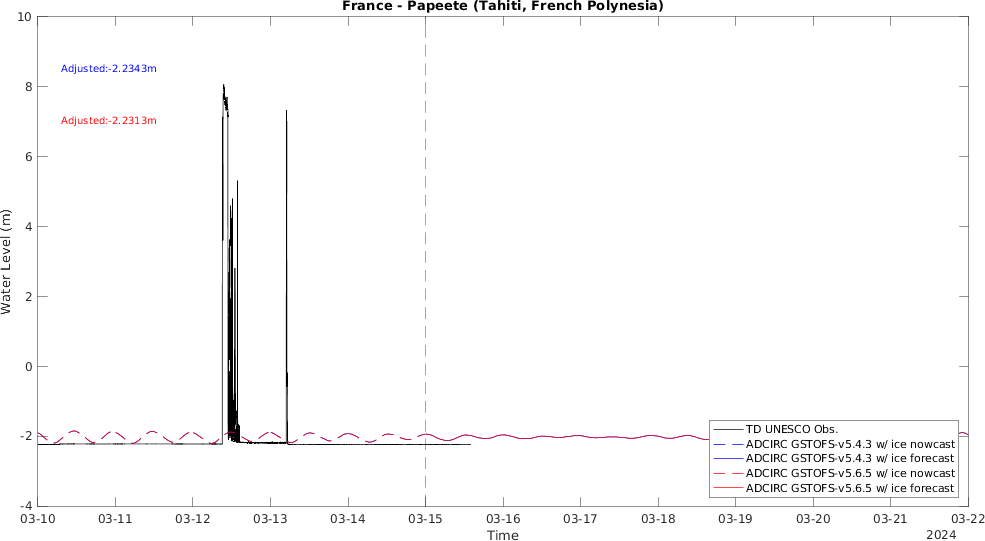 France - Papeete (Tahiti, French Polynesia)
10
8
6
4
2
0
-2
-4
Water Level (m)
Adjusted:-2.2343m
Adjusted:-2.2313m
TD UNESCO Obs.
ADCIRC GSTOFS-v5.4.3 w/ ice nowcast
ADCIRC GSTOFS-v5.4.3 w/ ice forecast
ADCIRC GSTOFS-v5.6.5 w/ ice nowcast
ADCIRC GSTOFS-v5.6.5 w/ ice forecast
03-10 03-11 03-12 03-13 03-14 03-15 03-16 03-17 03-18 03-19 03-20 03-21 03-22
Time
2024